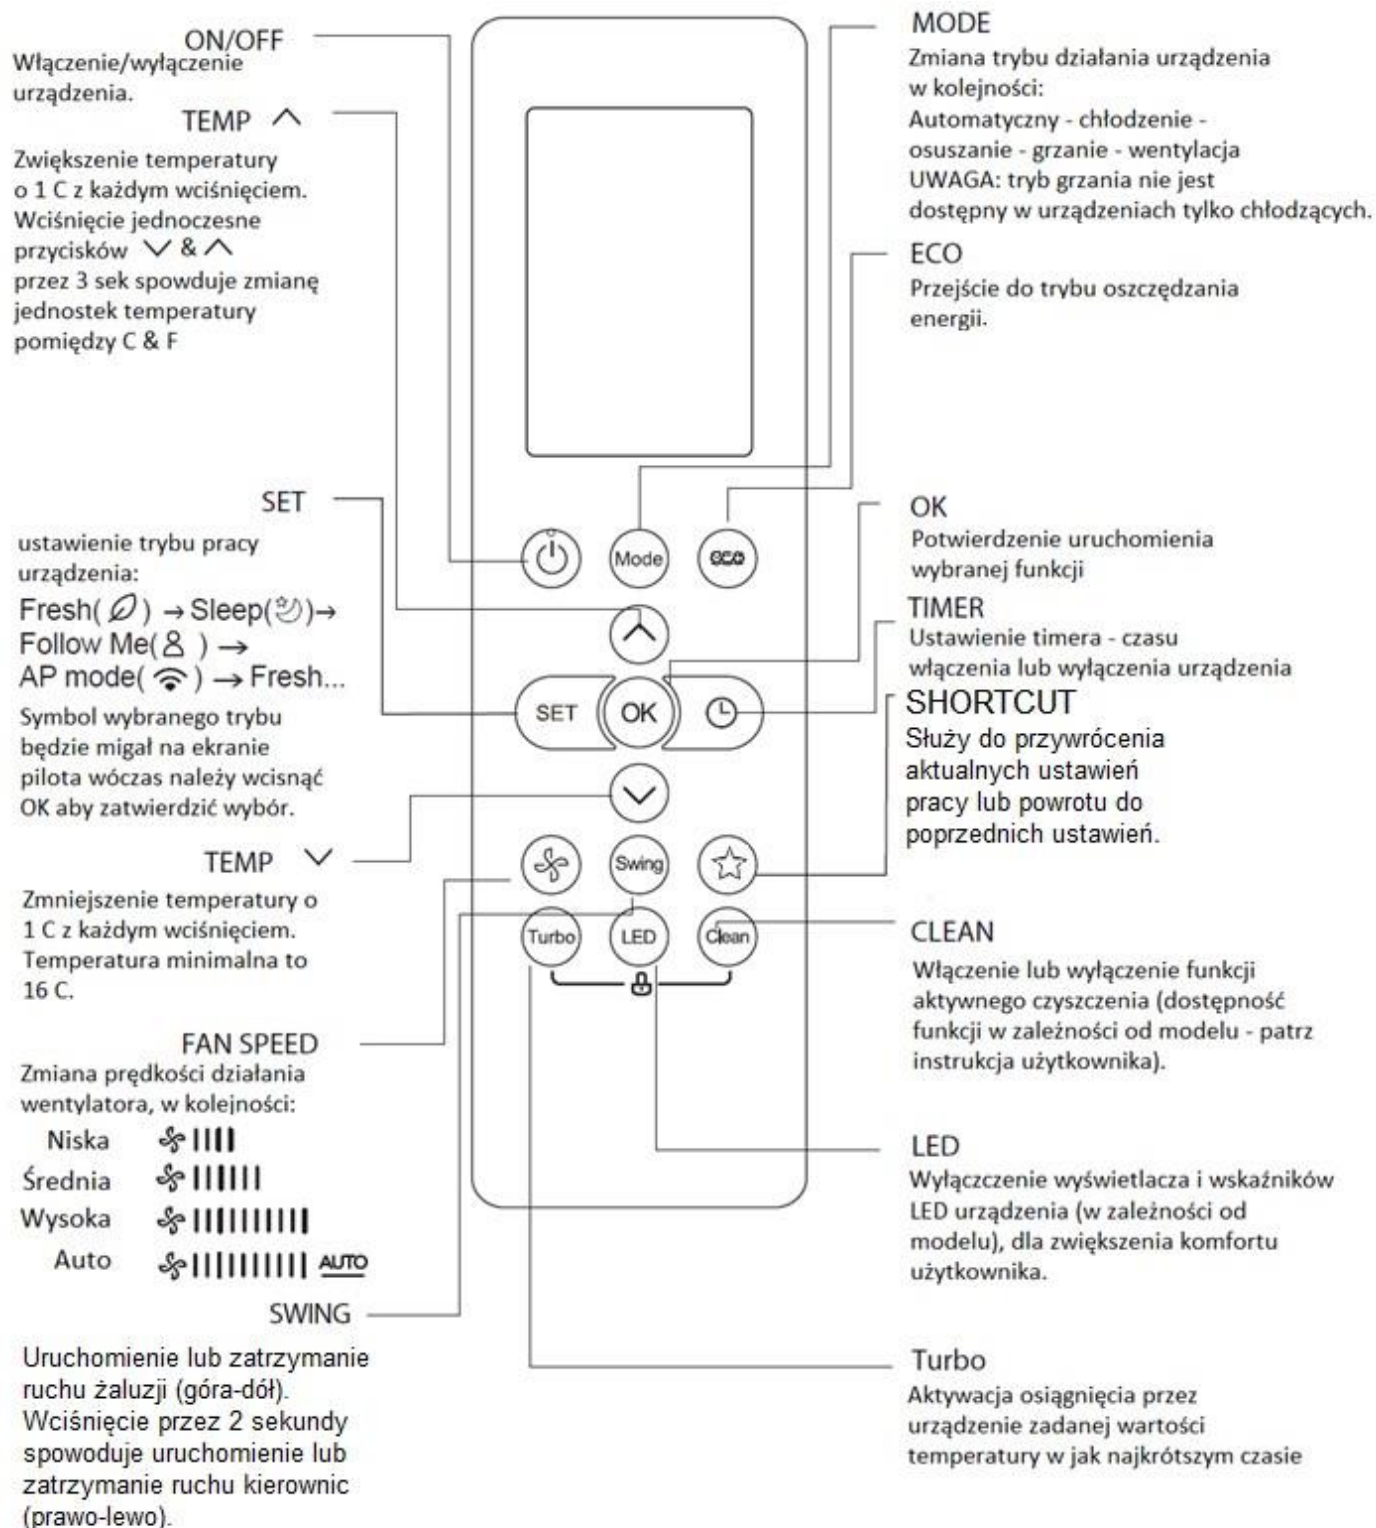 ON/OFF
Włączenie/wyłączenie
urządzenia.
TEMP
Zwiększenie temperatury
o 1 C z każdym wciśnięciem.
Wciśnięcie jednoczesne
przycisków & 
przez 3 sek spowduje zmianę
jednostek temperatury
pomiędzy C & F
SET
ustawienie trybu pracy
urządzenia:
Fresh( ) → Sleep( )→
Follow Me( ) →
AP mode( ) → Fresh...
Symbol wybranego trybu
będzie migał na ekranie
pilota wóczas należy wcisnąć
OK aby zatwierdzić wybór.
TEMP
Zmniejszenie temperatury o
1 C z każdym wciśnięciem.
Temperatura minimalna to
16 C.
FAN SPEED
Zmiana prędkości działania
wentylatora, w kolejności:
Niska
Średnia
Wysoka
Auto AUTO
SWING
Uruchomienie lub zatrzymanie
ruchu żaluzji (góra-dół).
Wciśnięcie przez 2 sekundy
spowoduje uruchomienie lub
zatrzymanie ruchu kierownic
(prawo-lewo).
Mode
eco
SET
OK
Swing
Turbo
LED
Clean
MODE
Zmiana trybu działania urządzenia
w kolejności:
Automatyczny - chłodzenie -
osuszanie - grzanie - wentylacja
UWAGA: tryb grzania nie jest
dostępny w urządzeniach tylko chłodzących.
ECO
Przejście do trybu oszczędzania
energii.
OK
Potwierdzenie uruchomienia
wybranej funkcji
TIMER
Ustawienie timera - czasu
włączenia lub wyłączenia urządzenia
SHORTCUT
Służy do przywrócenia
aktualnych ustawień
pracy lub powrotu do
poprzednich ustawień.
CLEAN
Włączenie lub wyłączenie funkcji
aktywnego czyszczenia (dostępność
funkcji w zależności od modelu - patrz
instrukcja użytkownika).
LED
Wyłączczenie wyświetlacza i wskaźników
LED urządzenia (w zależności od
modelu), dla zwiększenia komfortu
użytkownika.
Turbo
Aktywacja osiągnięcia przez
urządzenie zadanej wartości
temperatury w jak najkrótszym czasie